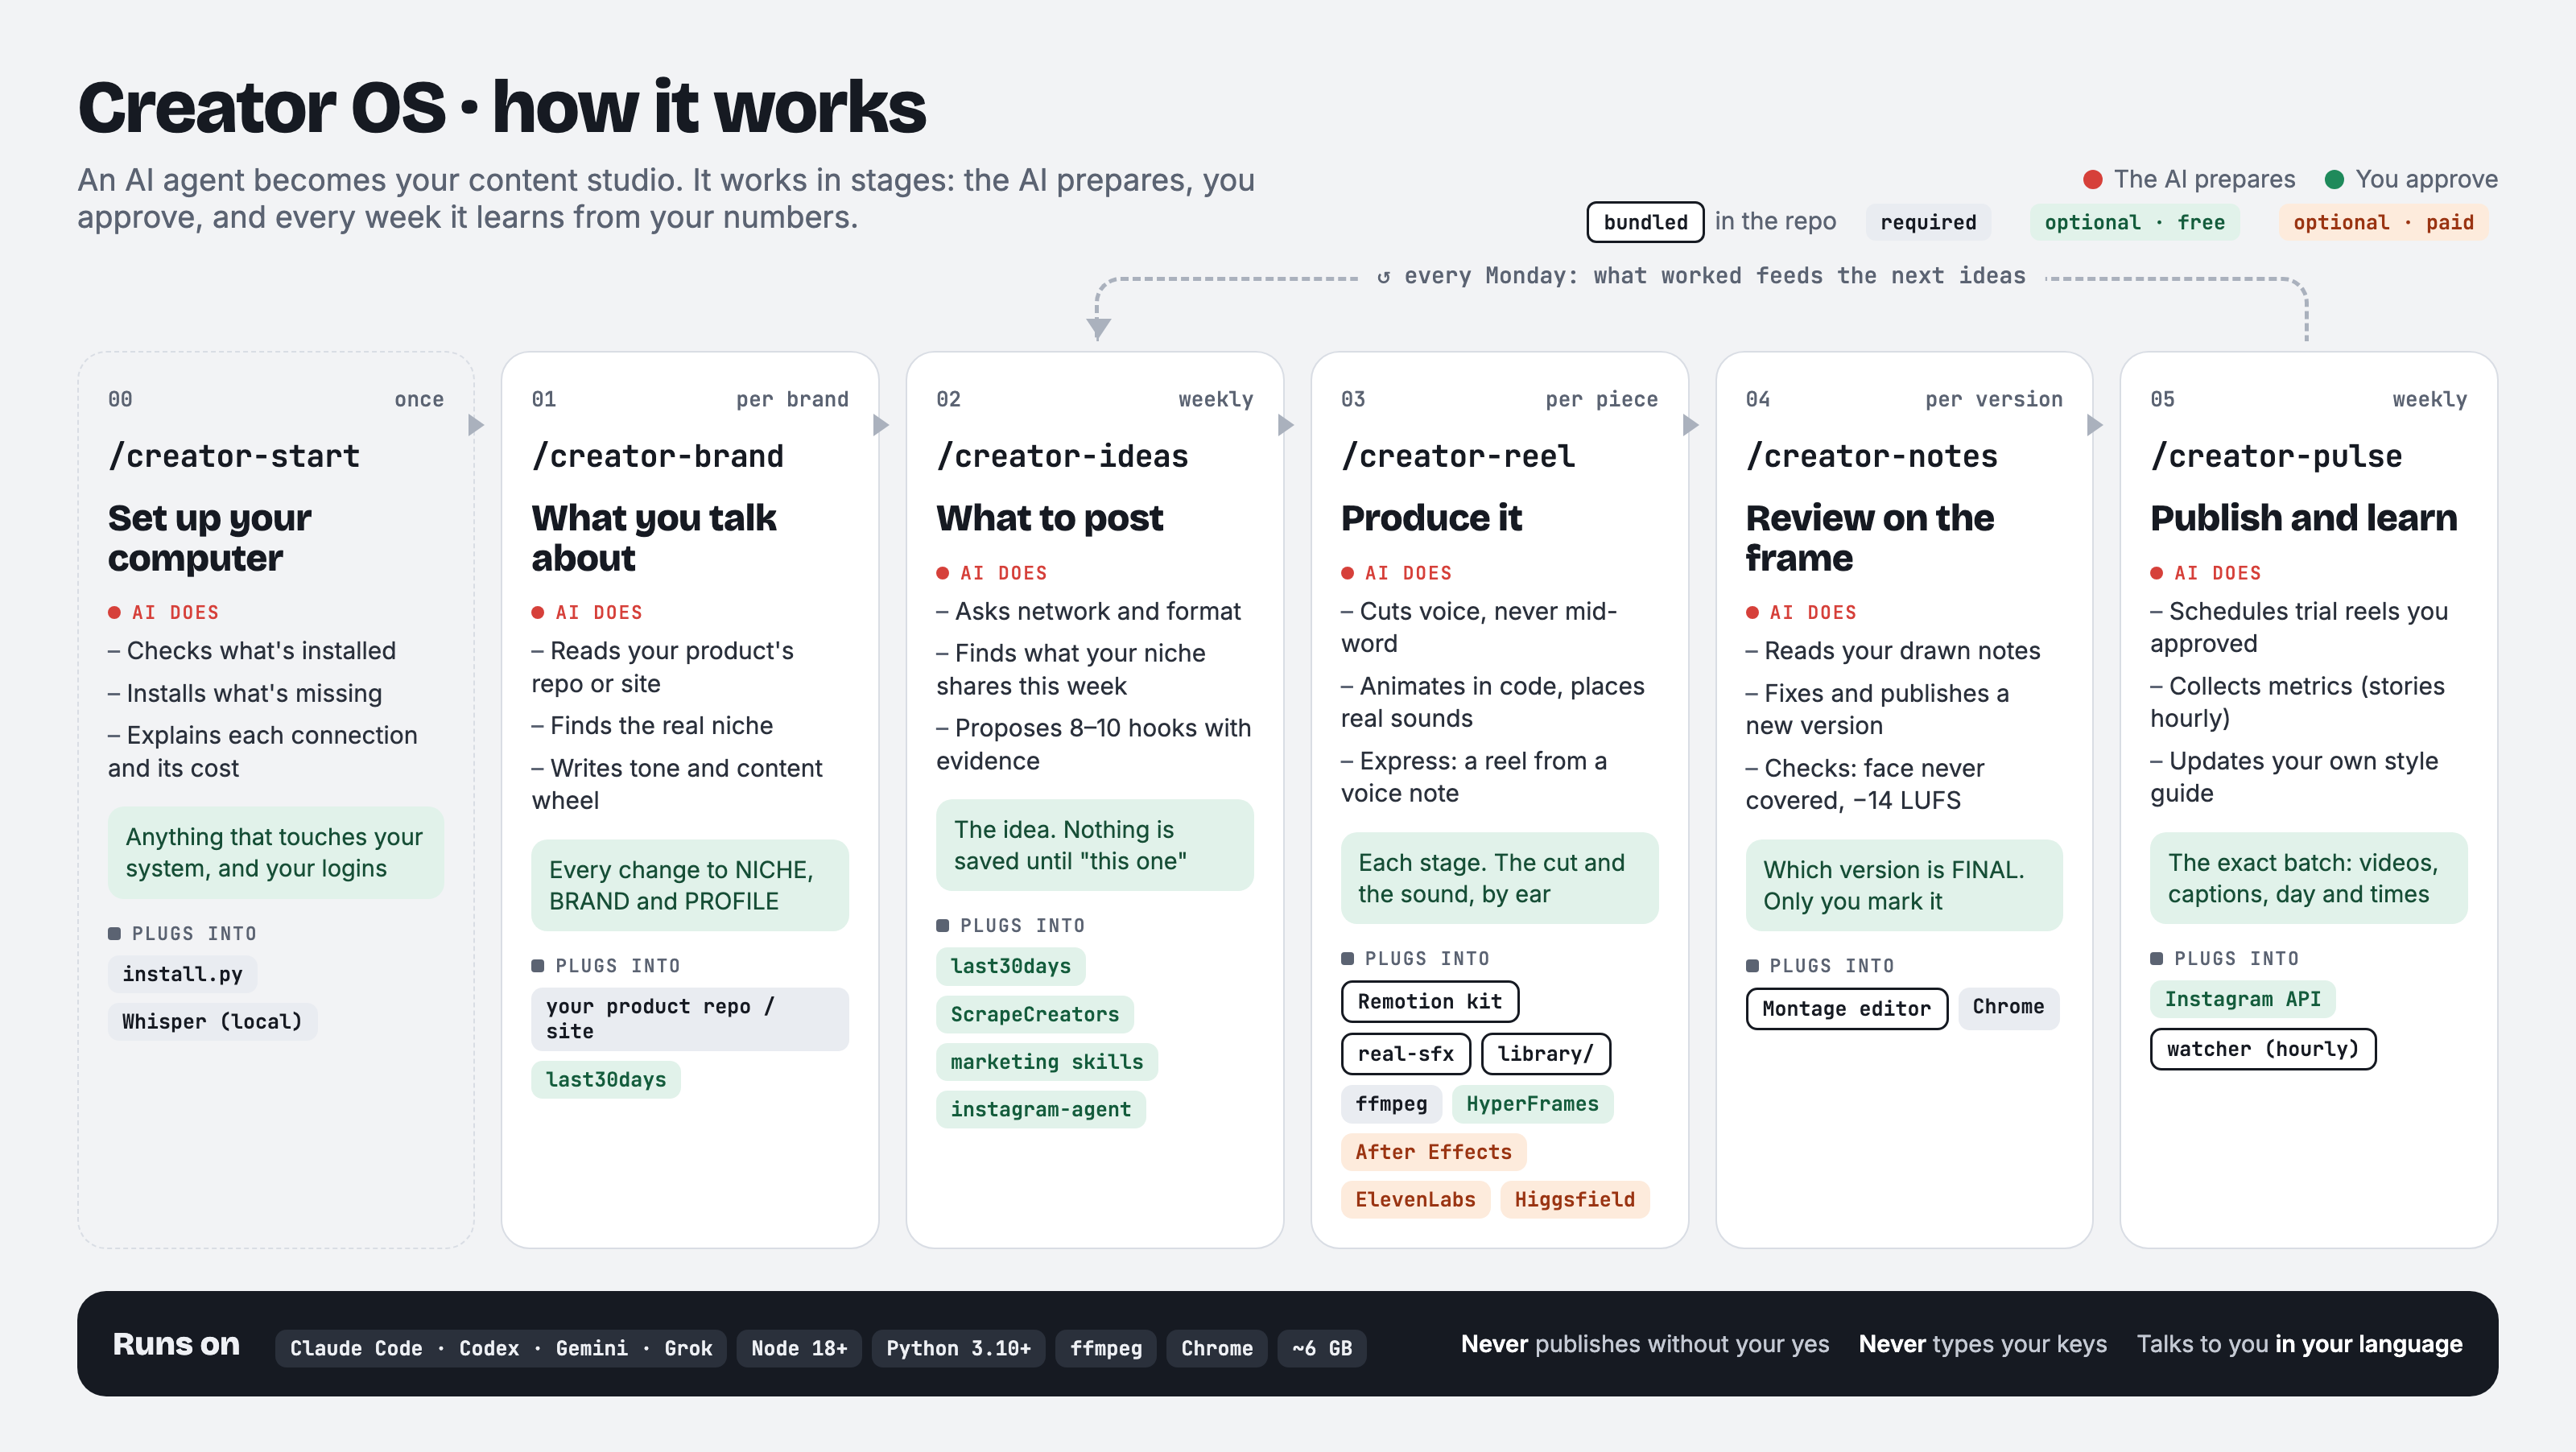 Creator OS · how it works
An AI agent becomes your content studio. It works in stages: the AI prepares, you
approve, and every week it learns from your numbers.
The AI prepares
You approve
bundled in the repo
required
optional · free
optional · paid
↺ every Monday: what worked feeds the next ideas
00 once
/creator-start
Set up your
computer
AI DOES
– Checks what's installed
– Installs what's missing
– Explains each connection
and its cost
Anything that touches your
system, and your logins
PLUGS INTO
install.py
Whisper (local)
01 per brand
/creator-brand
What you talk
about
AI DOES
– Reads your product's
repo or site
– Finds the real niche
– Writes tone and content
wheel
Every change to NICHE,
BRAND and PROFILE
PLUGS INTO
your product repo /
site
last30days
02 weekly
/creator-ideas
What to post
AI DOES
– Asks network and format
– Finds what your niche
shares this week
– Proposes 8–10 hooks with
evidence
The idea. Nothing is
saved until "this one"
PLUGS INTO
last30days
ScrapeCreators
marketing skills
instagram-agent
03 per piece
/creator-reel
Produce it
AI DOES
– Cuts voice, never mid-
word
– Animates in code, places
real sounds
– Express: a reel from a
voice note
Each stage. The cut and
the sound, by ear
PLUGS INTO
Remotion kit
real-sfx library/
ffmpeg HyperFrames
After Effects
ElevenLabs Higgsfield
04 per version
/creator-notes
Review on the
frame
AI DOES
– Reads your drawn notes
– Fixes and publishes a
new version
– Checks: face never
covered, −14 LUFS
Which version is FINAL.
Only you mark it
PLUGS INTO
Montage editor Chrome
05 weekly
/creator-pulse
Publish and learn
AI DOES
– Schedules trial reels you
approved
– Collects metrics (stories
hourly)
– Updates your own style
guide
The exact batch: videos,
captions, day and times
PLUGS INTO
Instagram API
watcher (hourly)
Runs on Claude Code · Codex · Gemini · Grok Node 18+ Python 3.10+ ffmpeg Chrome ~6 GB Never publishes without your yes Never types your keys Talks to you in your language